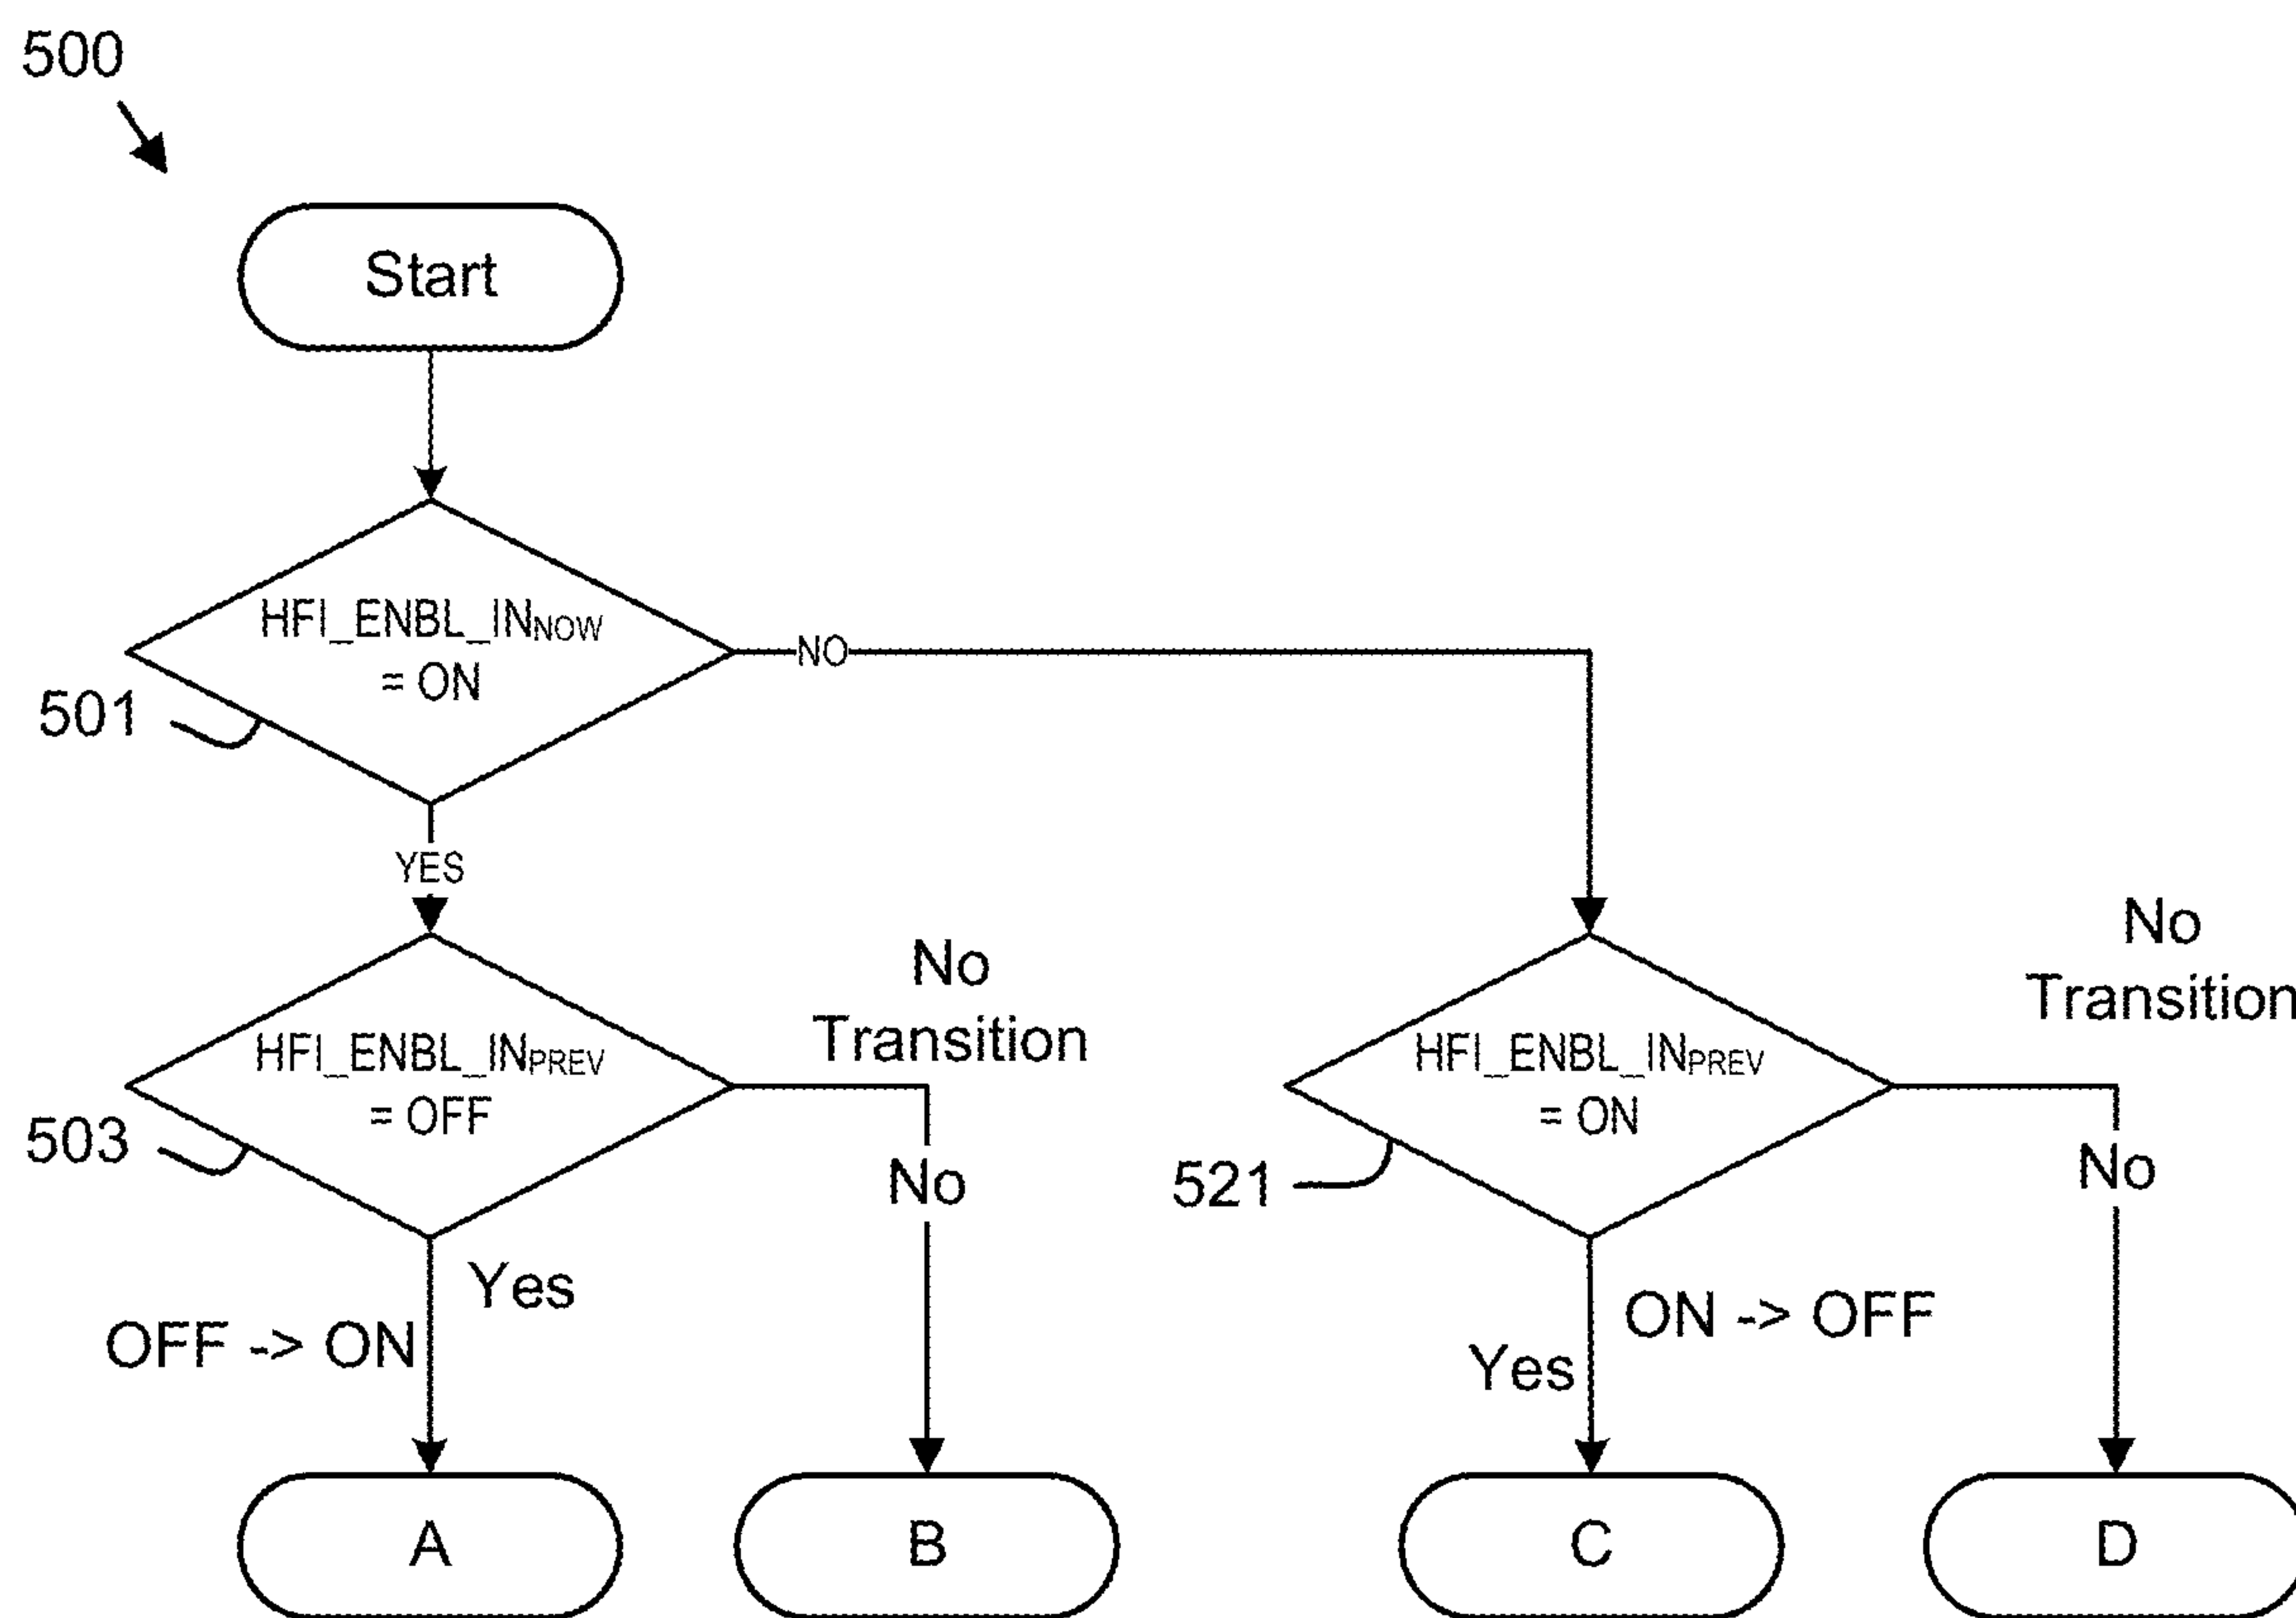 500
Start
HFI_ENBL_INNOW
= ON
NO
501
YES
HFI_ENBL_INPREV
= OFF
No
Transition
503
No
Yes
OFF -> ON
HFI_ENBL_INPREV
= ON
No
Transition
521
No
ON -> OFF
Yes
A
B
C
D